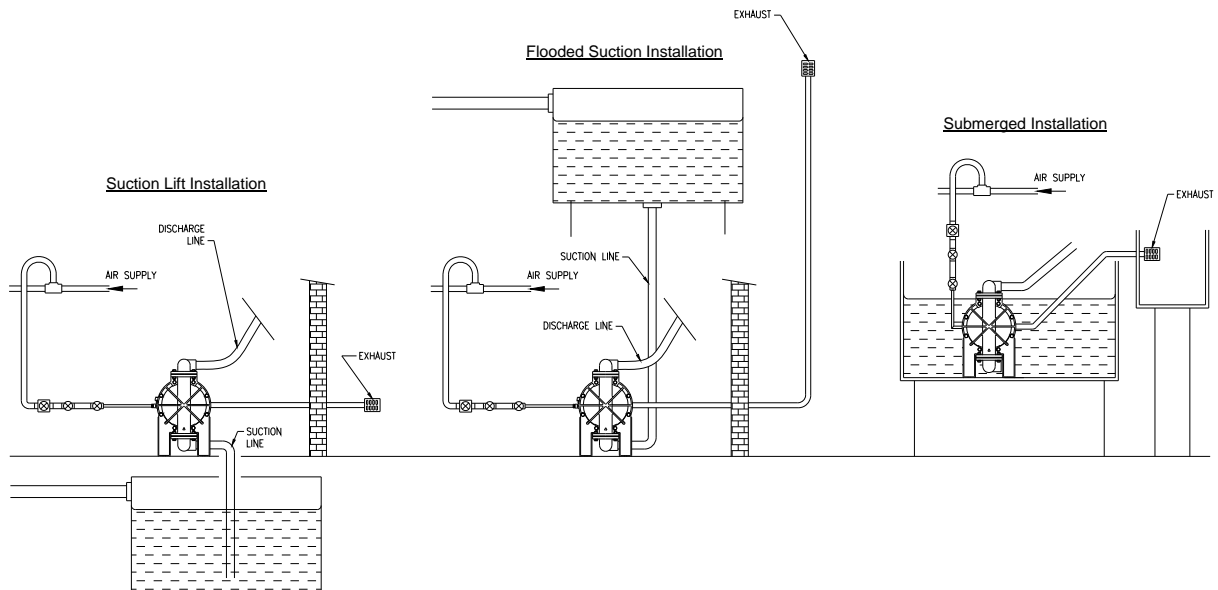 Suction Lift Installation
DISCHARGE
LINE
AIR SUPPLY
EXHAUST
SUCTION
LINE
Flooded Suction Installation
EXHAUST
SUCTION LINE
AIR SUPPLY
DISCHARGE LINE
Submerged Installation
AIR SUPPLY
EXHAUST